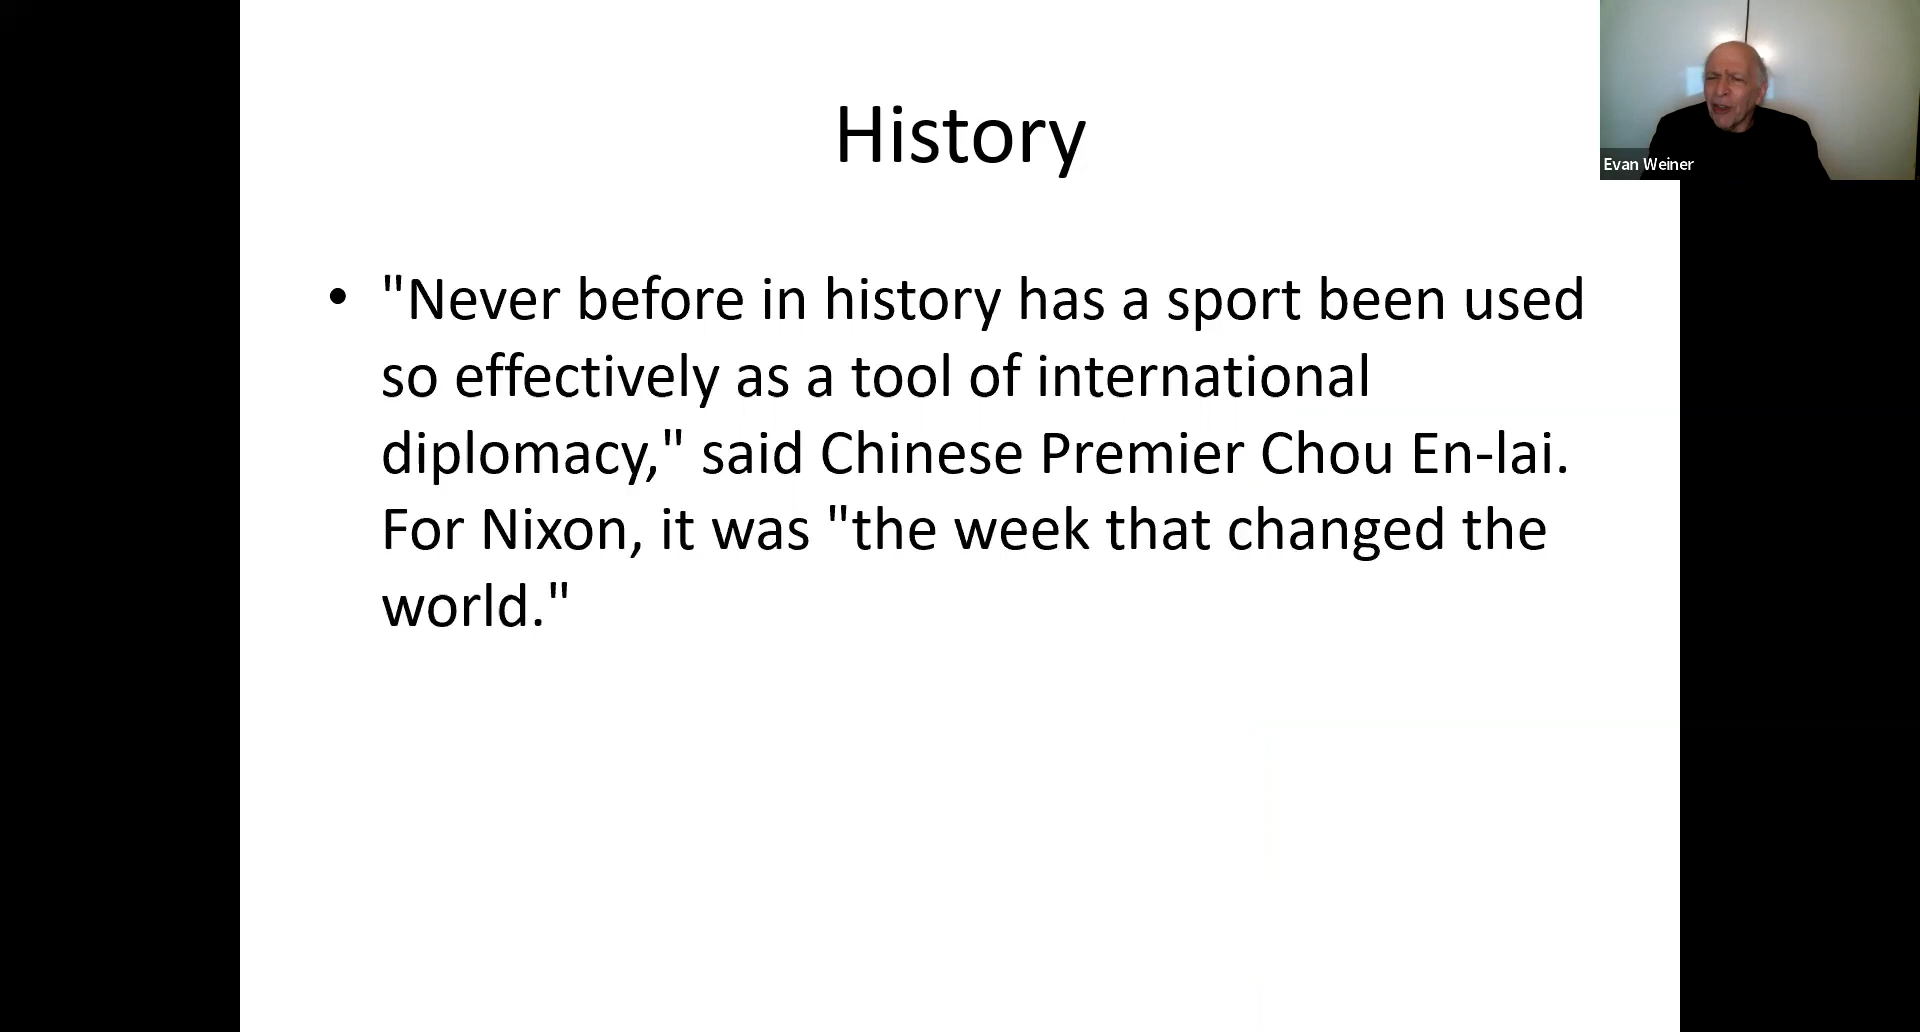 History
Evan Weiner
• "Never before in history has a sport been used
so effectively as a tool of international
diplomacy," said Chinese Premier Chou En-lai.
For Nixon, it was "the week that changed the
world."